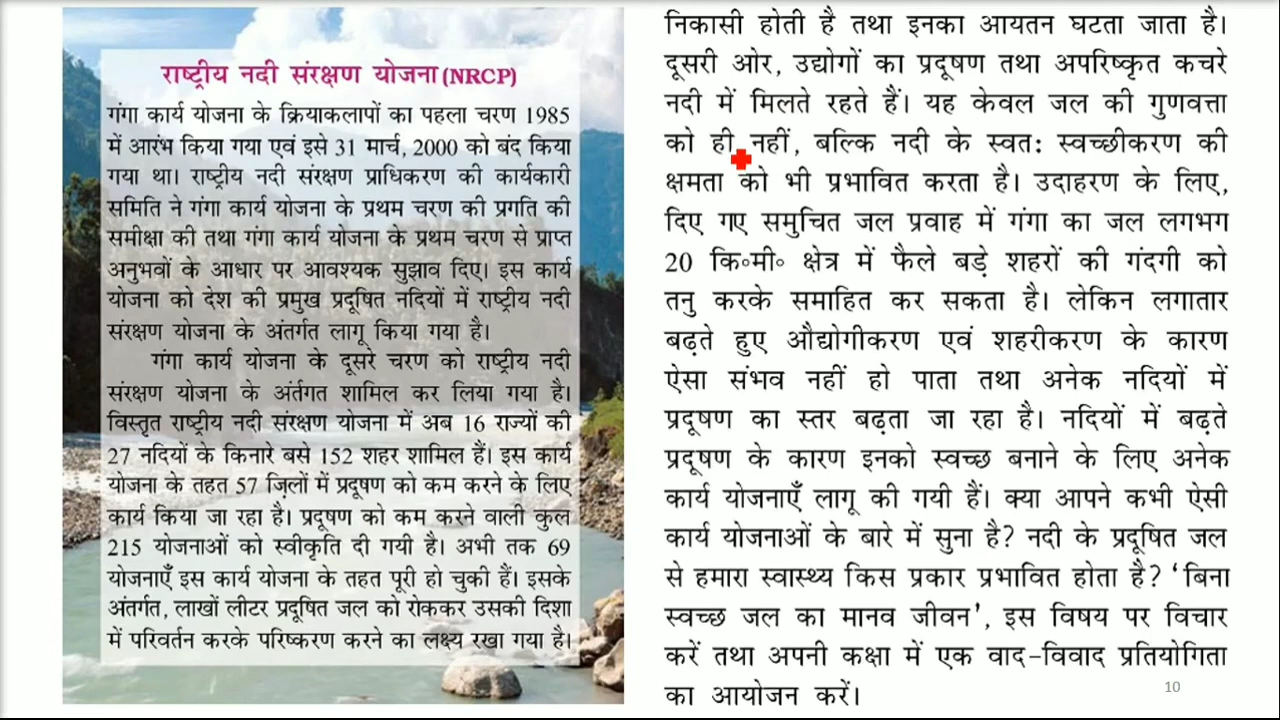 राष्ट्रीय नदी संरक्षण योजना (NRCP)
गंगा कार्य योजना के क्रियाकलापों का पहला चरण 1985
में आरंभ किया गया एवं इसे 31 मार्च, 2000 को बंद किया
गया था। राष्ट्रीय नदी संरक्षण प्राधिकरण की कार्यकारी
समिति ने गंगा कार्य योजना के प्रथम चरण की प्रगति की
समीक्षा की तथा गंगा कार्य योजना के प्रथम चरण से प्राप्त
अनुभवों के आधार पर आवश्यक सुझाव दिए। इस कार्य
योजना को देश की प्रमुख प्रदूषित नदियों में राष्ट्रीय नदी
संरक्षण योजना के अंतर्गत लागू किया गया है।
गंगा कार्य योजना के दूसरे चरण को राष्ट्रीय नदी
संरक्षण योजना के अंर्तगत शामिल कर लिया गया है।
विस्तृत राष्ट्रीय नदी संरक्षण योजना में अब 16 राज्यों की
27 नदियों के किनारे बसे 152 शहर शामिल हैं। इस कार्य
योजना के तहत 57 ज़िलों में प्रदूषण को कम करने के लिए
कार्य किया जा रहा है। प्रदूषण को कम करने वाली कुल
215 योजनाओं को स्वीकृति दी गयी है। अभी तक 69
योजनाएँ इस कार्य योजना के तहत पूरी हो चुकी हैं। इसके
अंतर्गत, लाखों लीटर प्रदूषित जल को रोककर उसकी दिशा
में परिवर्तन करके परिष्करण करने का लक्ष्य रखा गया है।
निकासी होती है तथा इनका आयतन घटता जाता है।
दूसरी ओर, उद्योगों का प्रदूषण तथा अपरिष्कृत कचरे
नदी में मिलते रहते हैं। यह केवल जल की गुणवत्ता
को ही नहीं, बल्कि नदी के स्वत: स्वच्छीकरण की
क्षमता को भी प्रभावित करता है। उदाहरण के लिए,
दिए गए समुचित जल प्रवाह में गंगा का जल लगभग
20 कि॰मी॰ क्षेत्र में फैले बड़े शहरों की गंदगी को
तनु करके समाहित कर सकता है। लेकिन लगातार
बढ़ते हुए औद्योगीकरण एवं शहरीकरण के कारण
ऐसा संभव नहीं हो पाता तथा अनेक नदियों में
प्रदूषण का स्तर बढ़ता जा रहा है। नदियों में बढ़ते
प्रदूषण के कारण इनको स्वच्छ बनाने के लिए अनेक
कार्य योजनाएँ लागू की गयी हैं। क्या आपने कभी ऐसी
कार्य योजनाओं के बारे में सुना है? नदी के प्रदूषित जल
से हमारा स्वास्थ्य किस प्रकार प्रभावित होता है? 'बिना
स्वच्छ जल का मानव जीवन', इस विषय पर विचार
करें तथा अपनी कक्षा में एक वाद-विवाद प्रतियोगिता
का आयोजन करें।
10